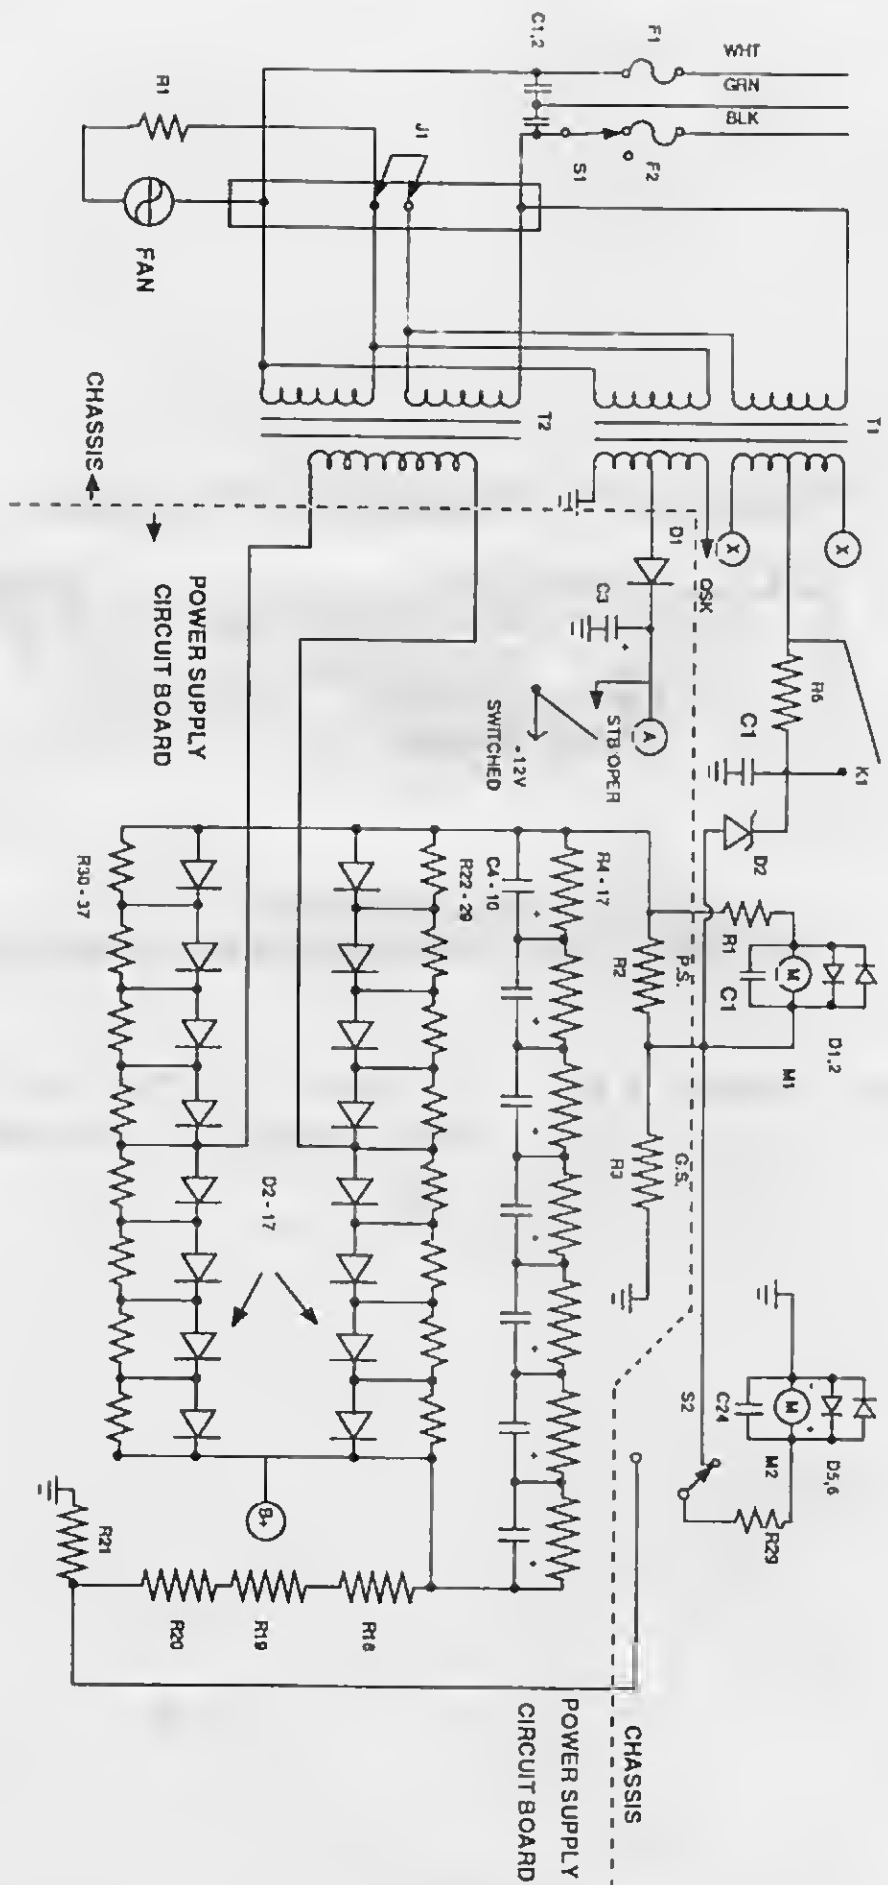 WHT
GRN
BLK
F1
F2
C1,2
S1
J1
R1
FAN
CHASSIS
POWER SUPPLY
CIRCUIT BOARD
T1
T2
X
X
QSK
D1
C3
+
A
STB
OPER
SWITCHED
-12V
R6
C1
K1
D2
R1
M
C1
D1,2
M1
P.S.
R2
G.S.
R3
R4-17
C4-10
+
+
+
+
+
+
+
R22-29
D2-17
R30-37
B+
R21
R20
R19
R18
M
+
-
C24
D5,6
M2
S2
R29
CHASSIS
POWER SUPPLY
CIRCUIT BOARD